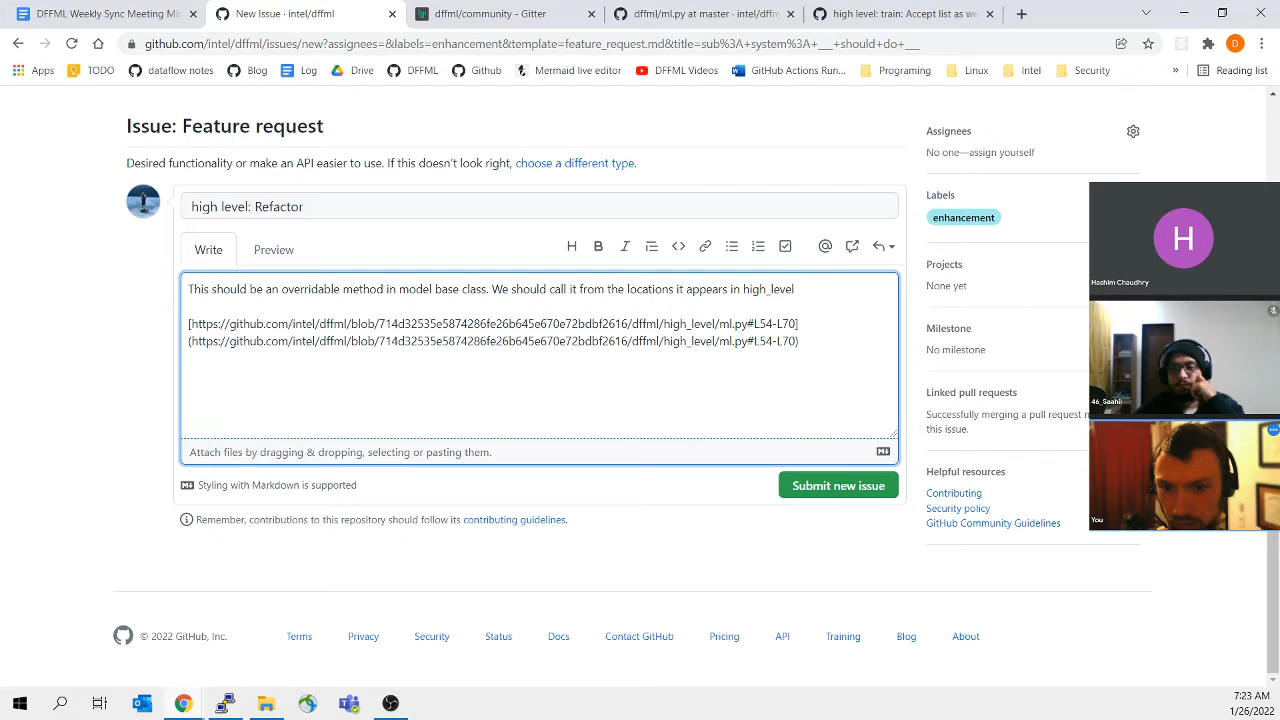 DFFML Weekly Sync Meeting Min
New Issue · intel/dffml
dffml/community - Gitter
dffml/ml.py at main · intel/dffml
high level: train: Accept list as we
github.com/intel/dffml/issues/new?assignees=&labels=enhancement&template=feature_request.md&title=sub%3A+system%3A+__+should+do+__
Apps
TODO
dataflow notes
Blog
Log
Drive
DFFML
Github
Mermaid live editor
DFFML Videos
GitHub Actions Run...
Programing
Linux
Intel
Security
»
Reading list
Issue: Feature request
Desired functionality or make an API easier to use. If this doesn't look right, choose a different type.
high level: Refactor
Write
Preview
This should be an overridable method in model base class. We should call it from the locations it appears in high_level
[https://github.com/intel/dffml/blob/714d32535e5874286fe26b645e670e72bdbf2616/dffml/high_level/ml.py#L54-L70]
(https://github.com/intel/dffml/blob/714d32535e5874286fe26b645e670e72bdbf2616/dffml/high_level/ml.py#L54-L70)
Attach files by dragging & dropping, selecting or pasting them.
Styling with Markdown is supported
Submit new issue
Remember, contributions to this repository should follow its contributing guidelines.
Assignees
No one—assign yourself
Labels
enhancement
Projects
None yet
Milestone
No milestone
Linked pull requests
Successfully merging a pull request
this issue.
Helpful resources
Contributing
Security policy
GitHub Community Guidelines
H
Hashim Chaudhry
46_Saahil
You
© 2022 GitHub, Inc.
Terms
Privacy
Security
Status
Docs
Contact GitHub
Pricing
API
Training
Blog
About
7:23 AM
1/26/2022